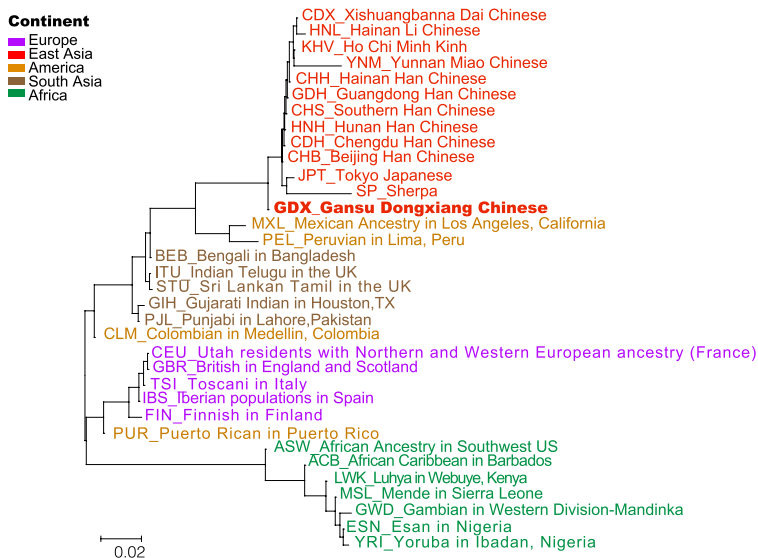 Continent
Europe
East Asia
America
South Asia
Africa
CDX_Xishuangbanna Dai Chinese
HNL_Hainan Li Chinese
KHV_Ho Chi Minh Kinh
YNM_Yunnan Miao Chinese
CHH_Hainan Han Chinese
GDH_Guangdong Han Chinese
CHS_Southern Han Chinese
HNH_Hunan Han Chinese
CDH_Chengdu Han Chinese
CHB_Beijing Han Chinese
JPT_Tokyo Japanese
SP_Sherpa
GDX_Gansu Dongxiang Chinese
MXL_Mexican Ancestry in Los Angeles, California
PEL_Peruvian in Lima, Peru
BEB_Bengali in Bangladesh
ITU_Indian Telugu in the UK
STU_Sri Lankan Tamil in the UK
GIH_Gujarati Indian in Houston,TX
PJL_Punjabi in Lahore,Pakistan
CLM_Colombian in Medellin, Colombia
CEU_Utah residents with Northern and Western European ancestry (France)
GBR_British in England and Scotland
TSI_Toscani in Italy
IBS_Iberian populations in Spain
FIN_Finnish in Finland
PUR_Puerto Rican in Puerto Rico
ASW_African Ancestry in Southwest US
ACB_African Caribbean in Barbados
LWK_Luhya in Webuye, Kenya
MSL_Mende in Sierra Leone
GWD_Gambian in Western Division-Mandinka
ESN_Esan in Nigeria
YRI_Yoruba in Ibadan, Nigeria
0.02